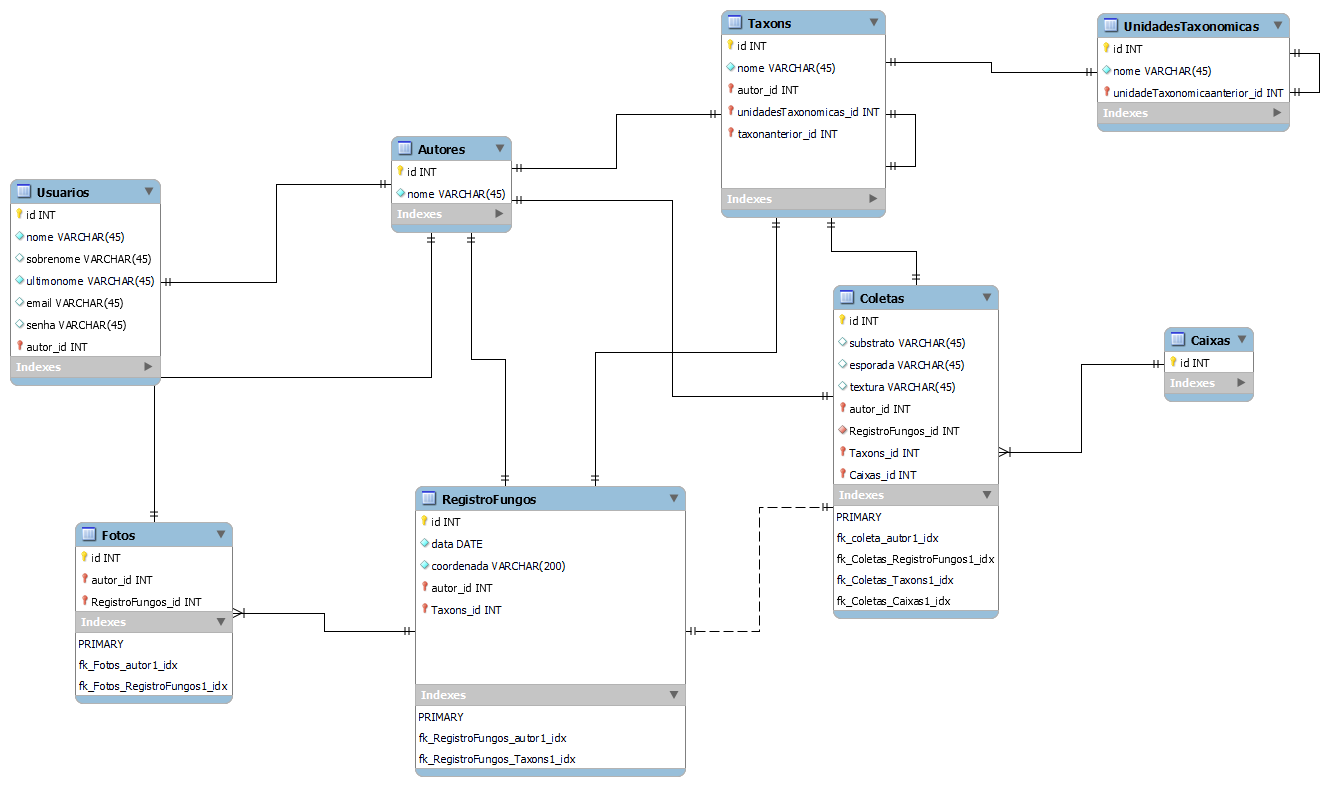 Taxons
id INT
nome VARCHAR(45)
autor_id INT
unidadesTaxonomicas_id INT
taxonanterior_id INT
Indexes
UnidadesTaxonomicas
id INT
nome VARCHAR(45)
unidadeTaxonomicaanterior_id INT
Indexes
Autores
id INT
nome VARCHAR(45)
Indexes
Usuarios
id INT
nome VARCHAR(45)
sobrenome VARCHAR(45)
ultimonome VARCHAR(45)
email VARCHAR(45)
senha VARCHAR(45)
autor_id INT
Indexes
Coletas
id INT
substrato VARCHAR(45)
esporada VARCHAR(45)
textura VARCHAR(45)
autor_id INT
RegistroFungos_id INT
Taxons_id INT
Caixas_id INT
Indexes
PRIMARY
fk_coleta_autor1_idx
fk_Coletas_RegistroFungos1_idx
fk_Coletas_Taxons1_idx
fk_Coletas_Caixas1_idx
Caixas
id INT
Indexes
RegistroFungos
id INT
data DATE
coordenada VARCHAR(200)
autor_id INT
Taxons_id INT
Indexes
PRIMARY
fk_RegistroFungos_autor1_idx
fk_RegistroFungos_Taxons1_idx
Fotos
id INT
autor_id INT
RegistroFungos_id INT
Indexes
PRIMARY
fk_Fotos_autor1_idx
fk_Fotos_RegistroFungos1_idx